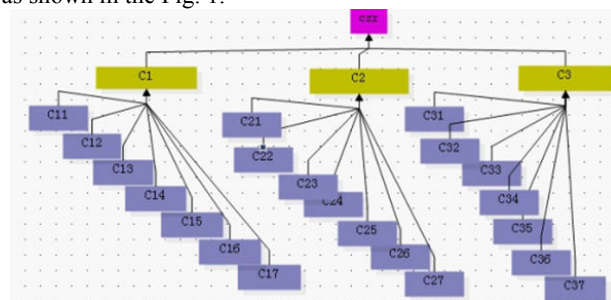 as shown in the Fig. 1.
czz
C1 C2 C3
C11 C21 C31
C12 C22 C32
C13 C23 C33
C14 C24 C34
C15 C25 C35
C16 C26 C36
C17 C27 C37